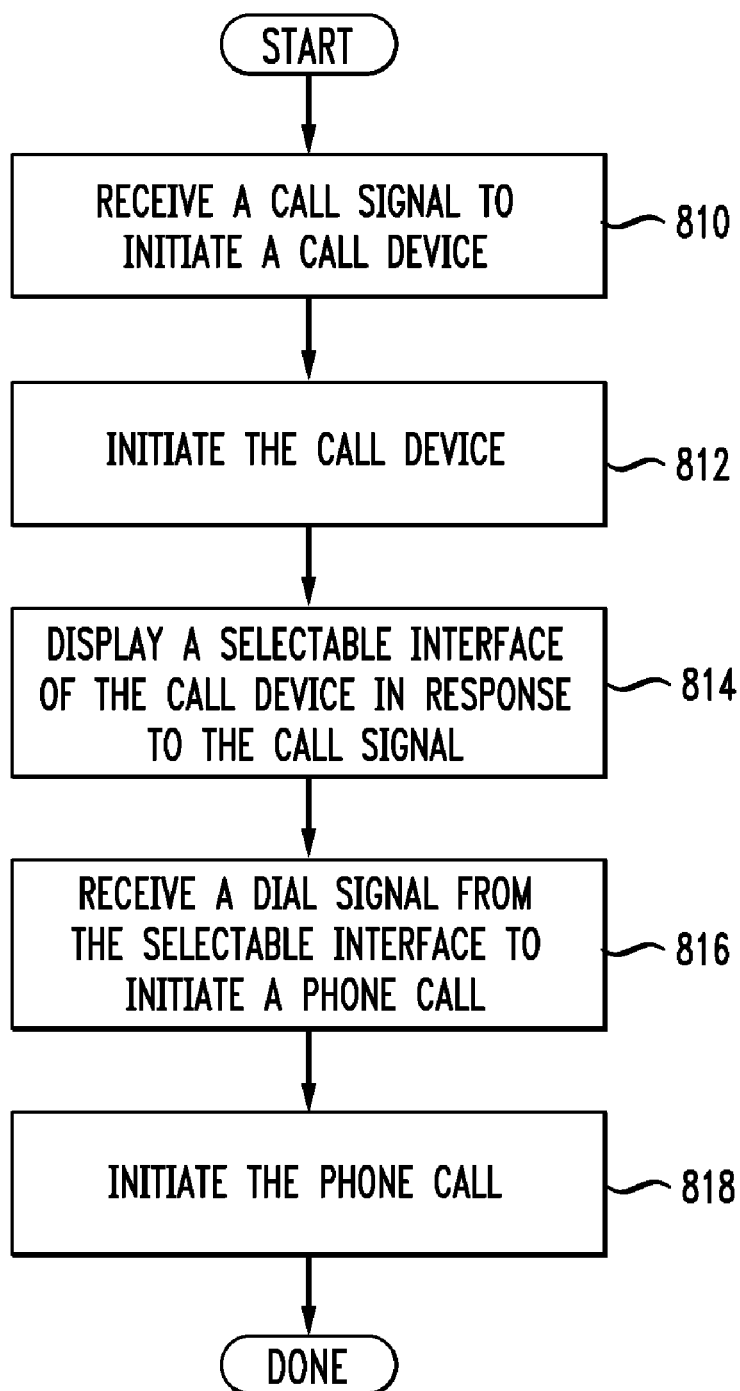 START
RECEIVE A CALL SIGNAL TO
INITIATE A CALL DEVICE
810
INITIATE THE CALL DEVICE
812
DISPLAY A SELECTABLE INTERFACE
OF THE CALL DEVICE IN RESPONSE
TO THE CALL SIGNAL
814
RECEIVE A DIAL SIGNAL FROM
THE SELECTABLE INTERFACE TO
INITIATE A PHONE CALL
816
INITIATE THE PHONE CALL
818
DONE